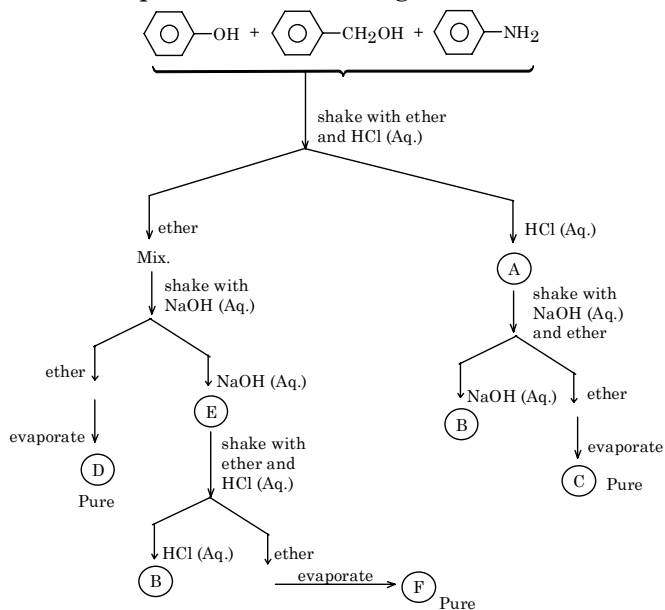 OH + CH2OH + NH2
shake with ether
and HCl (Aq.)
ether
HCl (Aq.)
Mix.
A
shake with
NaOH (Aq.)
shake with
NaOH (Aq.)
and ether
ether
NaOH (Aq.)
NaOH (Aq.)
ether
E
B
evaporate
shake with
ether and
HCl (Aq.)
evaporate
D
Pure
C Pure
HCl (Aq.)
ether
B
evaporate
F
Pure